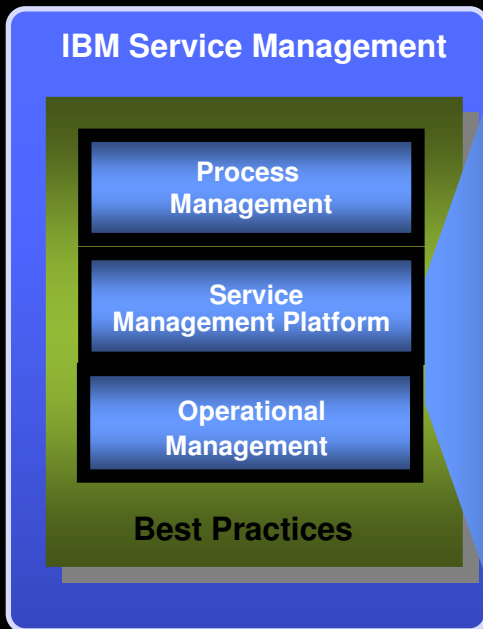 IBM Service Management
Process
Management
Service
Management Platform
Operational
Management
Best Practices